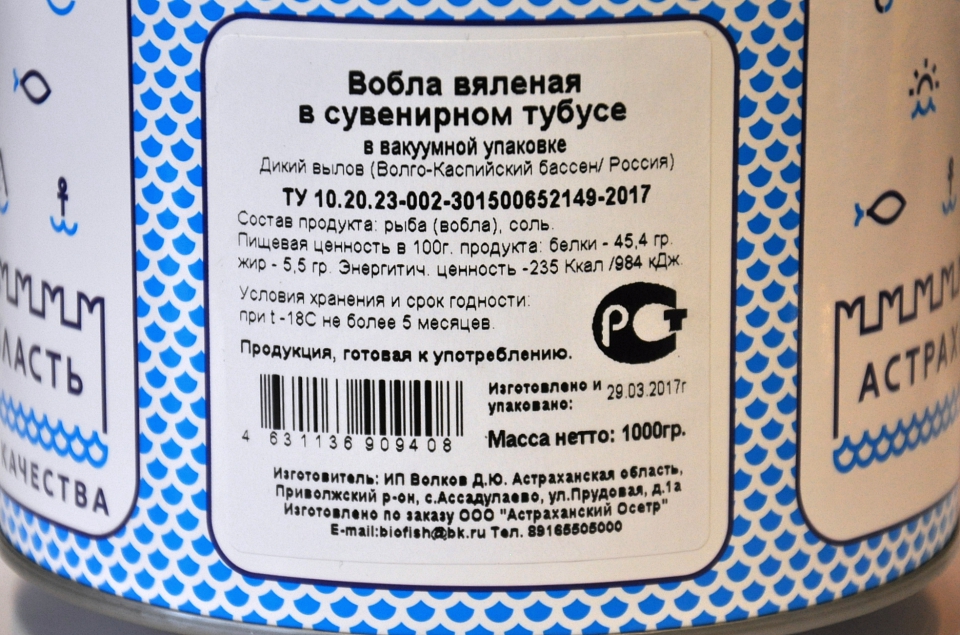 Вобла вяленая
в сувенирном тубусе
в вакуумной упаковке
Дикий вылов (Волго-Каспийский бассен/ Россия)
ТУ 10.20.23-002-301500652149-2017
Состав продукта: рыба (вобла), соль.
Пищевая ценность в 100г. продукта: белки - 45,4 гр.
жир - 5,5 гр. Энергитич. ценность -235 Ккал /984 кДж.
Условия хранения и срок годности:
при t -18С не более 5 месяцев.
РСТ
Продукция, готовая к употреблению.
Изготовлено и 29.03.2017г
упаковано:
4 631136 909408
Масса нетто: 1000гр.
Изготовитель: ИП Волков Д.Ю. Астраханская область,
Приволжский р-он, с.Ассадулаево, ул.Прудовая, д.1а
Изготовлено по заказу ООО "Астраханский Осетр"
E-mail:biofish@bk.ru Тел. 89165505000
ЛАСТЬ
КАЧЕСТВА
АСТРАХ